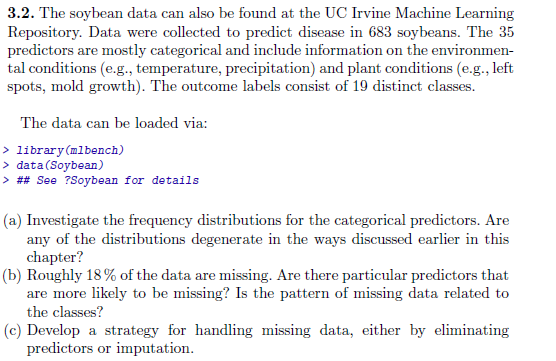 3.2. The soybean data can also be found at the UC Irvine Machine Learning
Repository. Data were collected to predict disease in 683 soybeans. The 35
predictors are mostly categorical and include information on the environmen-
tal conditions (e.g., temperature, precipitation) and plant conditions (e.g., left
spots, mold growth). The outcome labels consist of 19 distinct classes.
The data can be loaded via:
> library(mlbench)
> data(Soybean)
> ## See ?Soybean for details
(a) Investigate the frequency distributions for the categorical predictors. Are
any of the distributions degenerate in the ways discussed earlier in this
chapter?
(b) Roughly 18 % of the data are missing. Are there particular predictors that
are more likely to be missing? Is the pattern of missing data related to
the classes?
(c) Develop a strategy for handling missing data, either by eliminating
predictors or imputation.